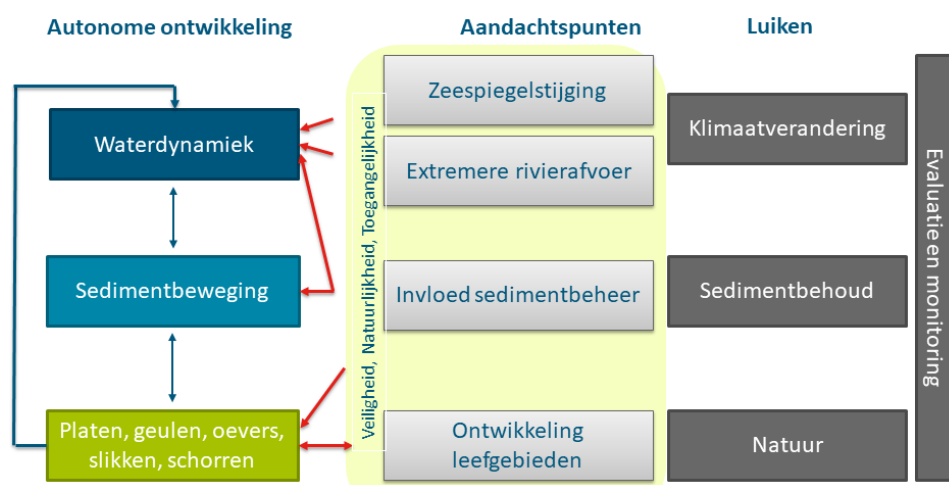 Autonome ontwikkeling
Aandachtspunten
Luiken
Waterdynamiek
Sedimentbeweging
Platen, geulen, oevers,
slikken, schorren
Veiligheid, Natuurlijkheid, Toegangelijkheid
Zeespiegelstijging
Extremere rivierafvoer
Invloed sedimentbeheer
Ontwikkeling
leefgebieden
Klimaatverandering
Sedimentbehoud
Natuur
Evaluatie en monitoring